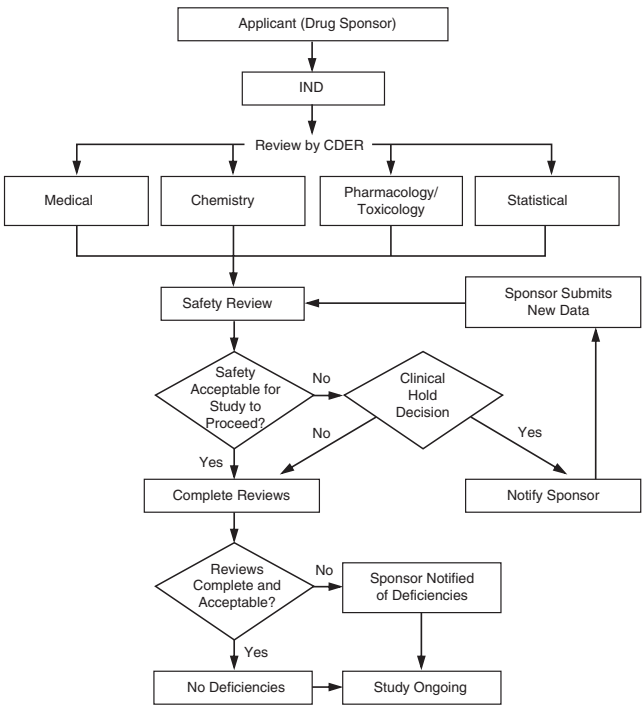 Applicant (Drug Sponsor)
IND
Review by CDER
Medical
Chemistry
Pharmacology/
Toxicology
Statistical
Safety Review
Sponsor Submits
New Data
Safety
Acceptable for
Study to
Proceed?
No
Clinical
Hold
Decision
No
Yes
Yes
Complete Reviews
Notify Sponsor
Reviews
Complete and
Acceptable?
No
Sponsor Notified
of Deficiencies
Yes
No Deficiencies
Study Ongoing